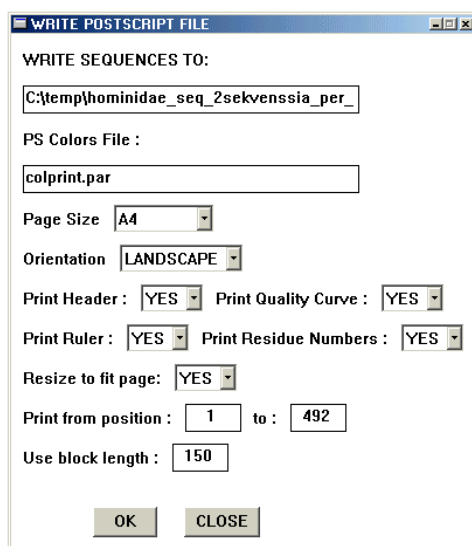 WRITE POSTSCRIPT FILE
WRITE SEQUENCES TO:
C:\temp\hominidae_seq_2sekvenssia_per_
PS Colors File :
colprint.par
Page Size A4
Orientation LANDSCAPE
Print Header : YES Print Quality Curve : YES
Print Ruler : YES Print Residue Numbers : YES
Resize to fit page: YES
Print from position : 1 to : 492
Use block length : 150
OK CLOSE